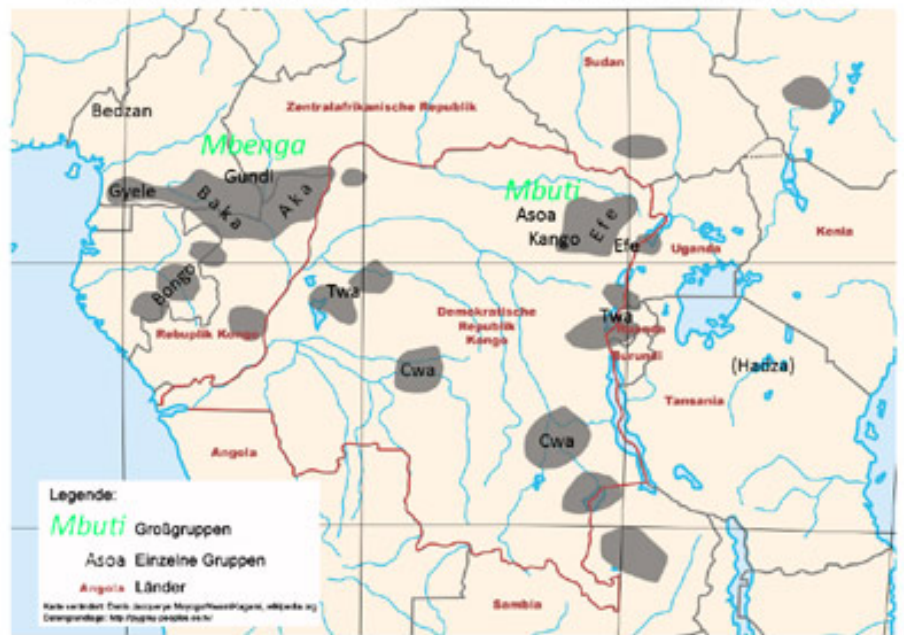 Sudan
Bedzan
Zentralafrikanische Republik
Mbenga
Gundi
Gyele
Baka
Aka
Mbuti
Asoa
Kango
Efe
Efe
Uganda
Kenia
Bongo
Twa
Demokratische
Republik
Kongo
Twa
Ruanda
Burundi
Rebuplik Kongo
Cwa
(Hadza)
Tansania
Cwa
Angola
Legende:
Mbuti Großgruppen
Asoa Einzelne Gruppen
Angola Länder
Sambia